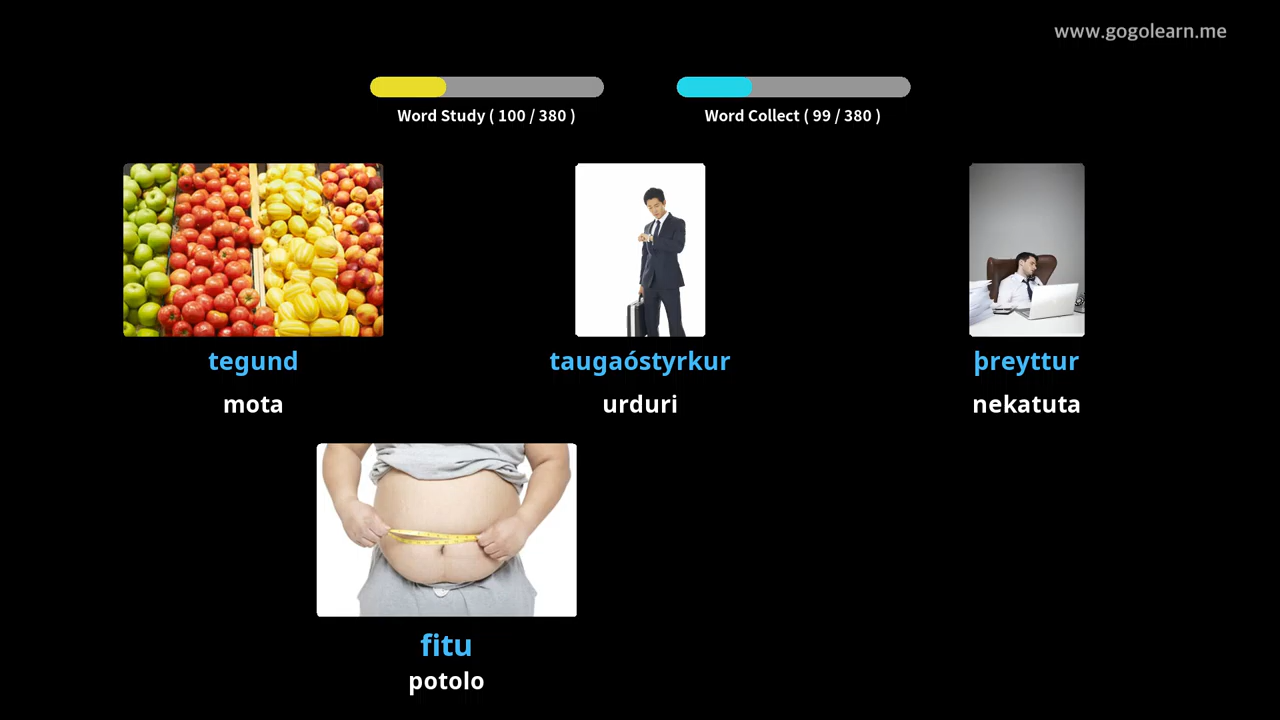 www.gogolearn.me
Word Study ( 100 / 380 )
Word Collect ( 99 / 380 )
tegund
taugaóstyrkur
þreyttur
mota
urduri
nekatuta
fitu
potolo